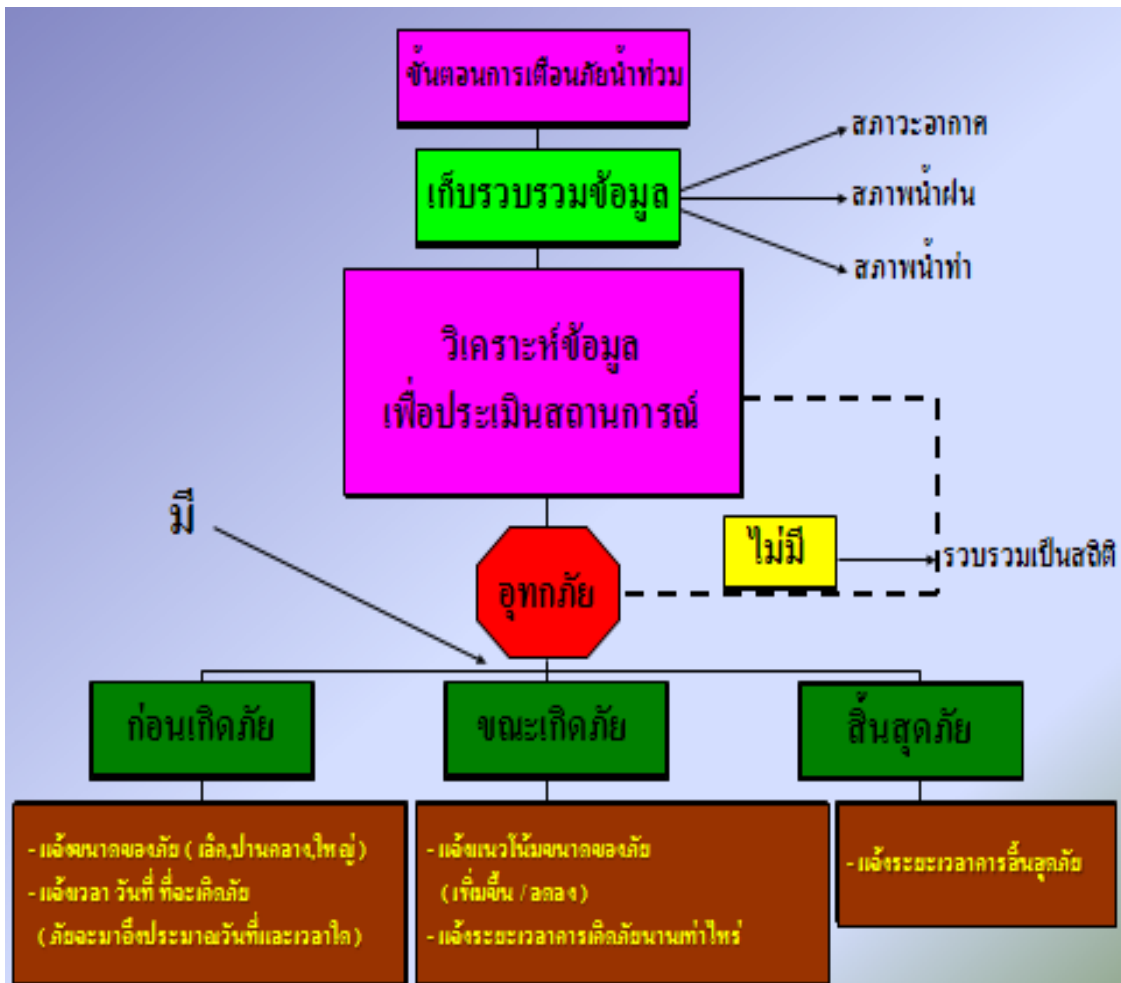 ขั้นตอนการเตือนภัยน้ำท่วม
เก็บรวบรวมข้อมูล
สภาวะอากาศ
สภาพน้ำฝน
สภาพน้ำท่า
วิเคราะห์ข้อมูล
เพื่อประเมินสถานการณ์
มี
อุทกภัย
ไม่มี
รวบรวมเป็นสถิติ
ก่อนเกิดภัย
ขณะเกิดภัย
สิ้นสุดภัย
- แจ้งขนาดของภัย ( เล็ก,ปานกลาง,ใหญ่ )
- แจ้งเวลา วันที่ ที่จะเกิดภัย
( ภัยจะมาถึงประมาณวันที่และเวลาใด )
- แจ้งแนวโน้มขนาดของภัย
( เพิ่มขึ้น / ลดลง )
- แจ้งระยะเวลาการเกิดภัยนานเท่าไหร่
- แจ้งระยะเวลาการสิ้นสุดภัย